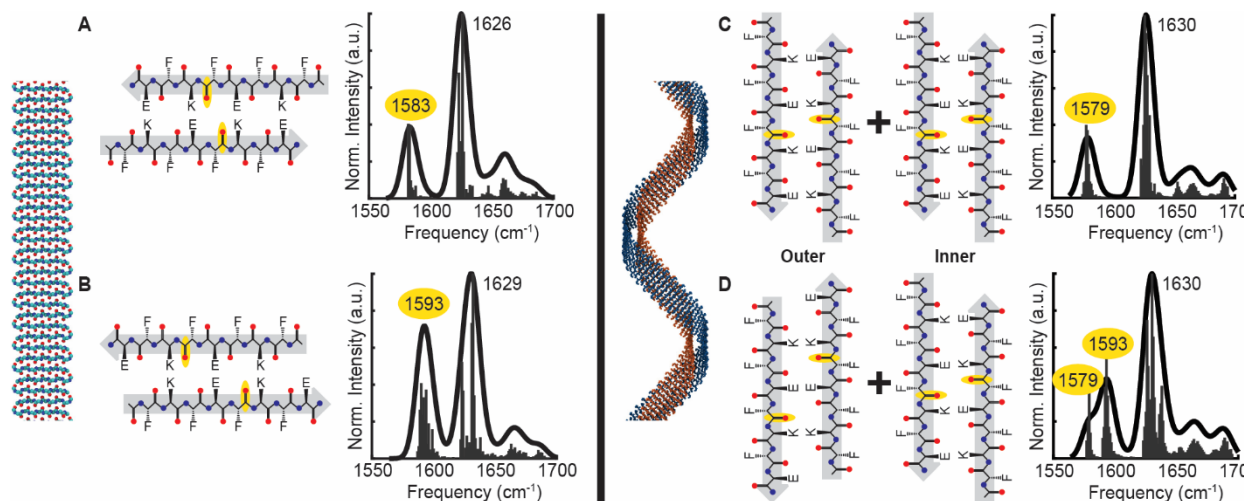 A
F F F F
E K E K
K E K E
F F F F
Norm. Intensity (a.u.)
1626
1583
1550 1600 1650 1700
Frequency (cm⁻¹)
B
F F F F
E K E K
K E K E
F F F F
Norm. Intensity (a.u.)
1629
1593
1550 1600 1650 1700
Frequency (cm⁻¹)
C
F F F F
K E K E
E K E K
F F F F
+
F F F F
K E K E
E K E K
F F F F
Norm. Intensity (a.u.)
1630
1579
1550 1600 1650 1700
Frequency (cm⁻¹)
Outer Inner
D
F F F F
K E K E
E K E K
F F F F
+
F F F F
K E K E
E K E K
F F F F
Norm. Intensity (a.u.)
1630
1593
1579
1550 1600 1650 1700
Frequency (cm⁻¹)